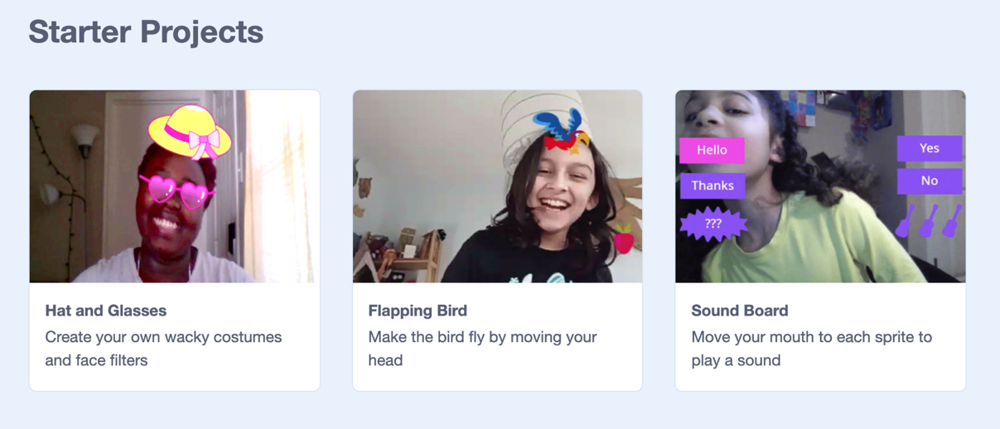 Starter Projects
Hello
Thanks
???
Yes
No
Hat and Glasses
Create your own wacky costumes
and face filters
Flapping Bird
Make the bird fly by moving your
head
Sound Board
Move your mouth to each sprite to
play a sound